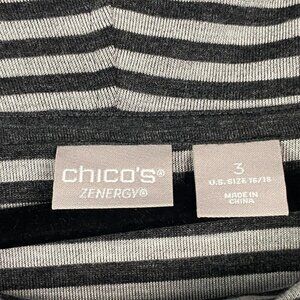 chico's®
ZENERGY®
3
U.S. SIZE 16/18
MADE IN
CHINA